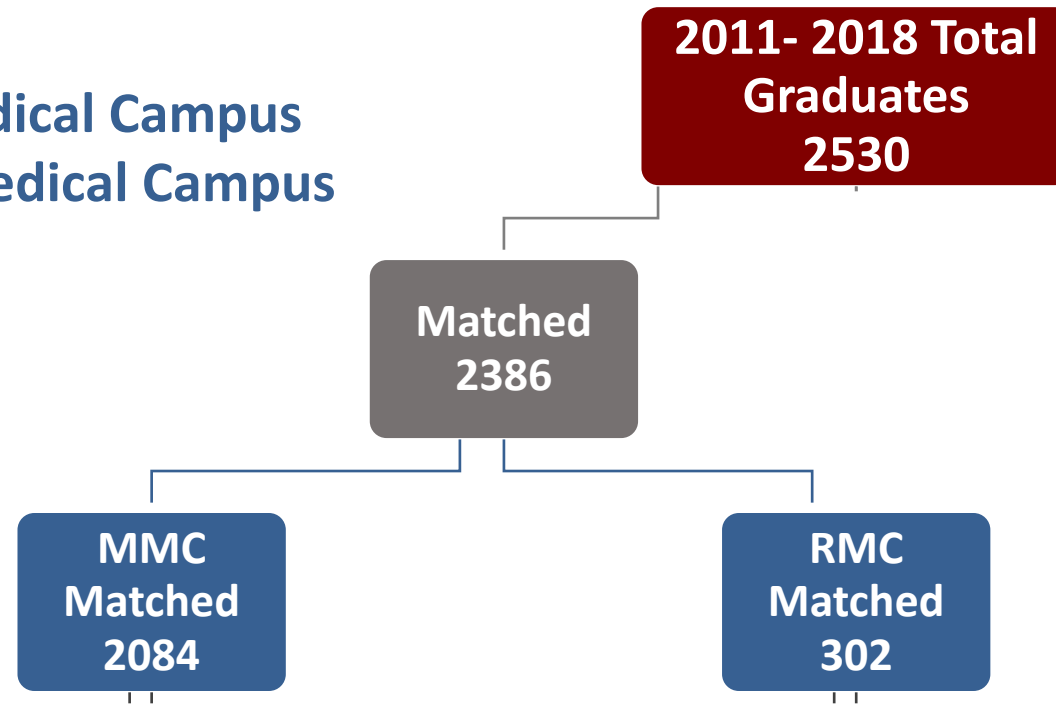 2011- 2018 Total
Graduates
2530
dical Campus
edical Campus
Matched
2386
MMC
Matched
2084
RMC
Matched
302